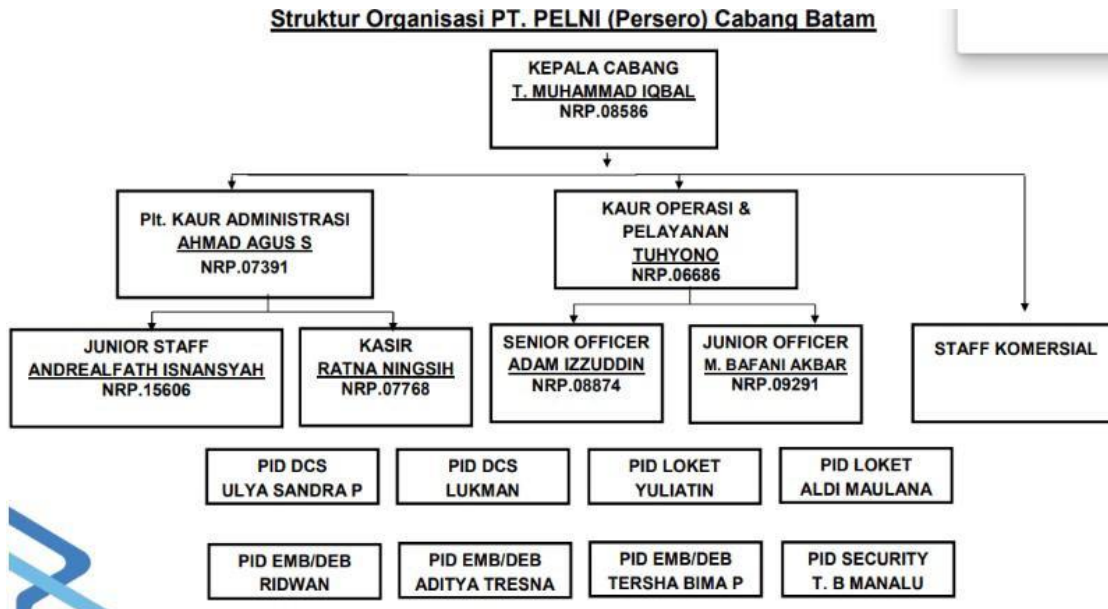 Struktur Organisasi PT. PELNI (Persero) Cabang Batam
KEPALA CABANG
T. MUHAMMAD IQBAL
NRP.08586
Plt. KAUR ADMINISTRASI
AHMAD AGUS S
NRP.07391
KAUR OPERASI &
PELAYANAN
TUHYONO
NRP.06686
JUNIOR STAFF
ANDREALFATH ISNANSYAH
NRP.15606
KASIR
RATNA NINGSIH
NRP.07768
SENIOR OFFICER
ADAM IZZUDDIN
NRP.08874
JUNIOR OFFICER
M. BAFANI AKBAR
NRP.09291
STAFF KOMERSIAL
PID DCS
ULYA SANDRA P
PID DCS
LUKMAN
PID LOKET
YULIATIN
PID LOKET
ALDI MAULANA
PID EMB/DEB
RIDWAN
PID EMB/DEB
ADITYA TRESNA
PID EMB/DEB
TERSHA BIMA P
PID SECURITY
T. B MANALU